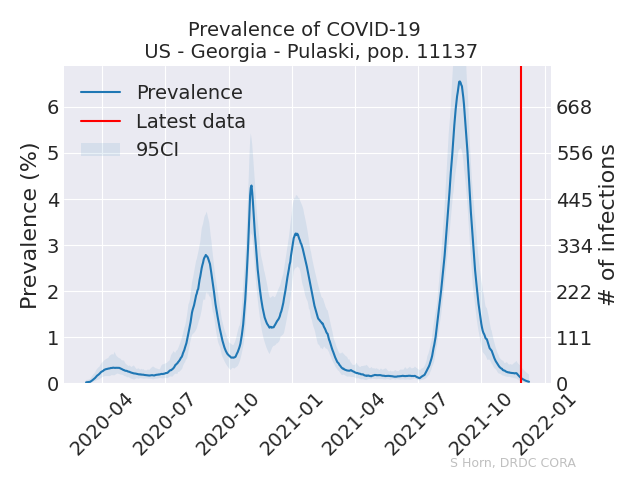 Prevalence of COVID-19
US - Georgia - Pulaski, pop. 11137
Prevalence
Latest data
95CI
Prevalence (%)
6
5
4
3
2
1
0
668
556
445
334
222
111
0
# of infections
2020-04
2020-07
2020-10
2021-01
2021-04
2021-07
2021-10
2022-01
S Horn, DRDC CORA